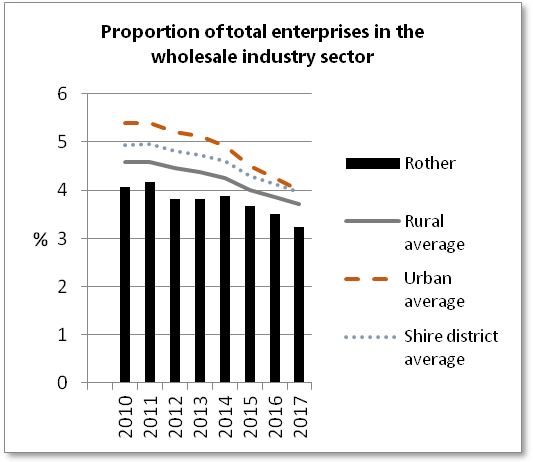 Proportion of total enterprises in the
wholesale industry sector
6
5
4
3
2
1
0
%
2010
2011
2012
2013
2014
2015
2016
2017
Rother
Rural
average
Urban
average
Shire district
average